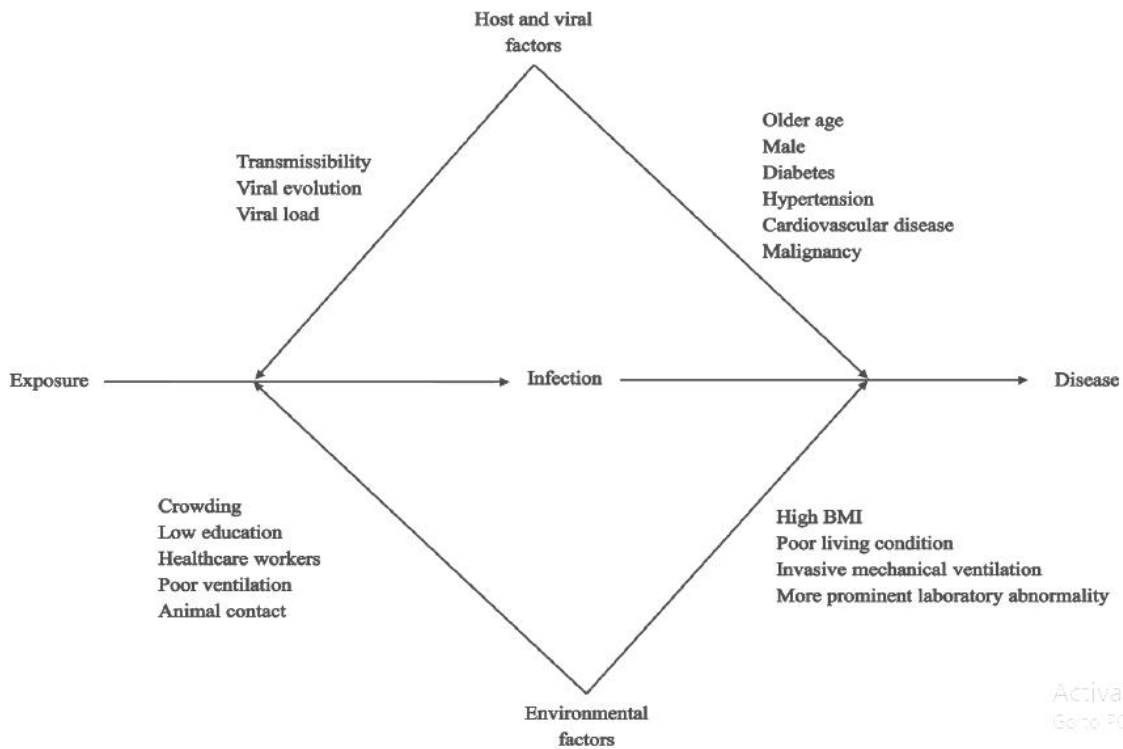 Host and viral
factors
Transmissibility
Viral evolution
Viral load
Older age
Male
Diabetes
Hypertension
Cardiovascular disease
Malignancy
Exposure
Infection
Disease
Crowding
Low education
Healthcare workers
Poor ventilation
Animal contact
High BMI
Poor living condition
Invasive mechanical ventilation
More prominent laboratory abnormality
Environmental
factors
Go to